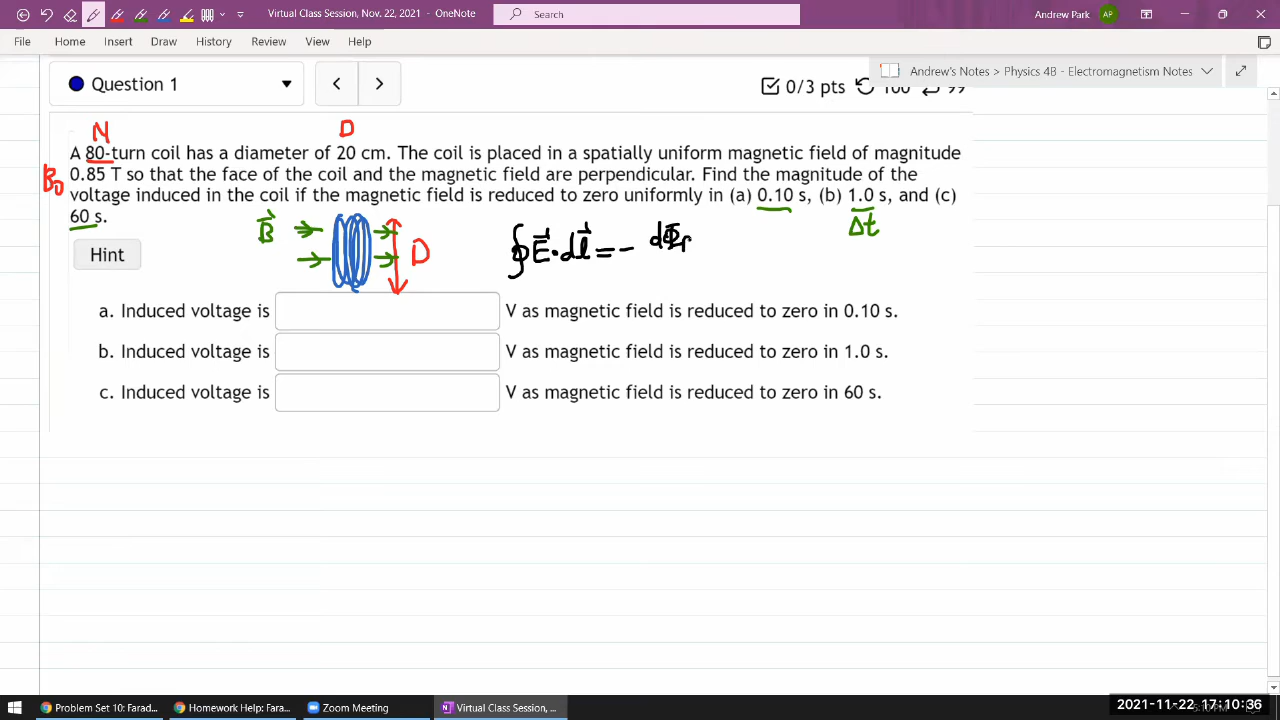 Virtual Class Session, Nov. 22, 2021 - OneNote
Search
Andrew Park
AP
File Home Insert Draw History Review View Help
Question 1
0/3 pts
100
99
Andrew's Notes > Physics 4B - Electromagnetism Notes
N
D
A 80-turn coil has a diameter of 20 cm. The coil is placed in a spatially uniform magnetic field of magnitude
B₀
0.85 T so that the face of the coil and the magnetic field are perpendicular. Find the magnitude of the
voltage induced in the coil if the magnetic field is reduced to zero uniformly in (a) 0.10 s, (b) 1.0 s, and (c)
60 s.
B⃗
D
∮E⃗·dl⃗ = - dΦ
Δt
Hint
a. Induced voltage is V as magnetic field is reduced to zero in 0.10 s.
b. Induced voltage is V as magnetic field is reduced to zero in 1.0 s.
c. Induced voltage is V as magnetic field is reduced to zero in 60 s.
Problem Set 10: Farad...
Homework Help: Fara...
Zoom Meeting
Virtual Class Session, ...
2021-11-22 17:10:36